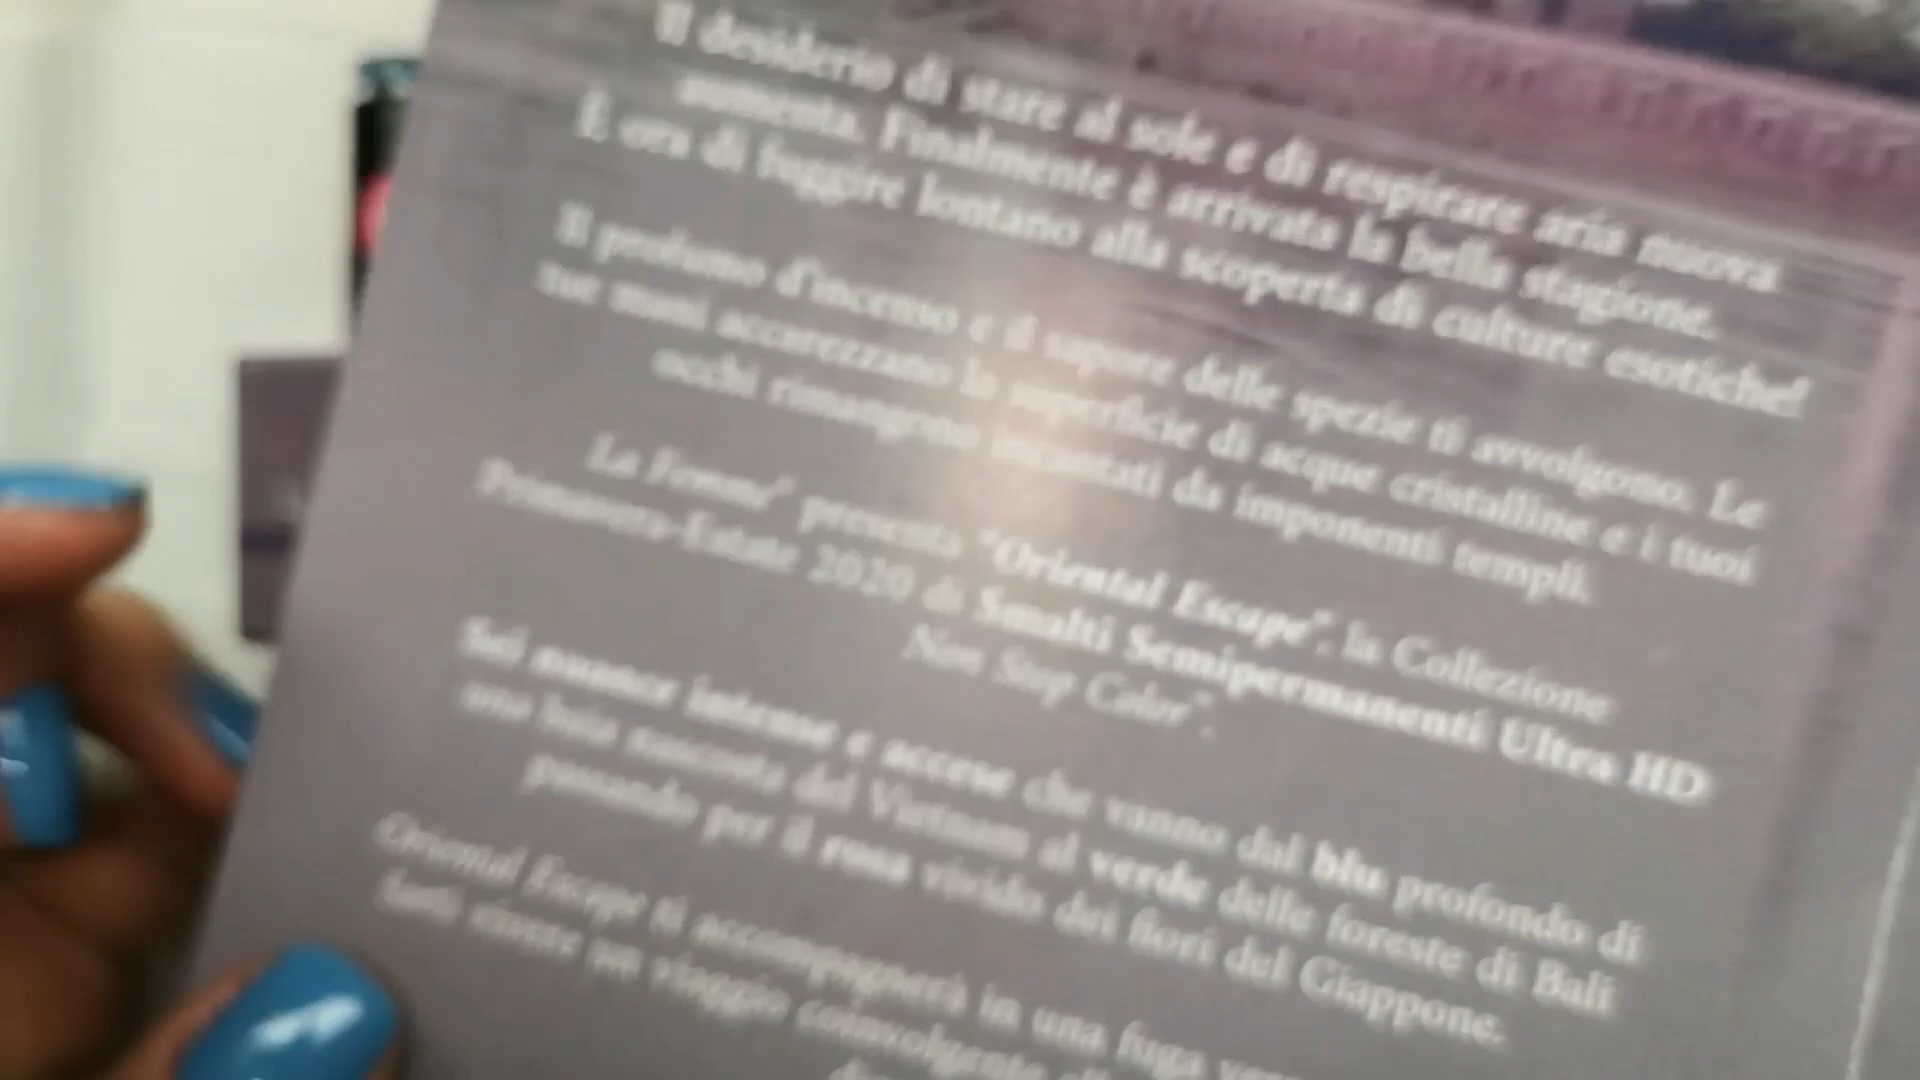 Il desiderio di stare al sole e di respirare aria nuova
aumenta. Finalmente è arrivata la bella stagione.
È ora di fuggire lontano alla scoperta di culture esotiche!
Il profumo d'incenso e il sapore delle spezie ti avvolgono. Le
tue mani accarezzano la superficie di acque cristalline e i tuoi
occhi rimangono incantati da imponenti templi.
La Femme® presenta "Oriental Escape", la Collezione
Primavera-Estate 2020 di Smalti Semipermanenti Ultra HD
Non Stop Color®.
Sei nuance intense e accese che vanno dal blu profondo di
una baia nascosta del Vietnam al verde delle foreste di Bali
passando per il rosa vivido dei fiori del Giappone.
Oriental Escape ti accompagnerà in una fuga
farti vivere un viaggio coinvolgente